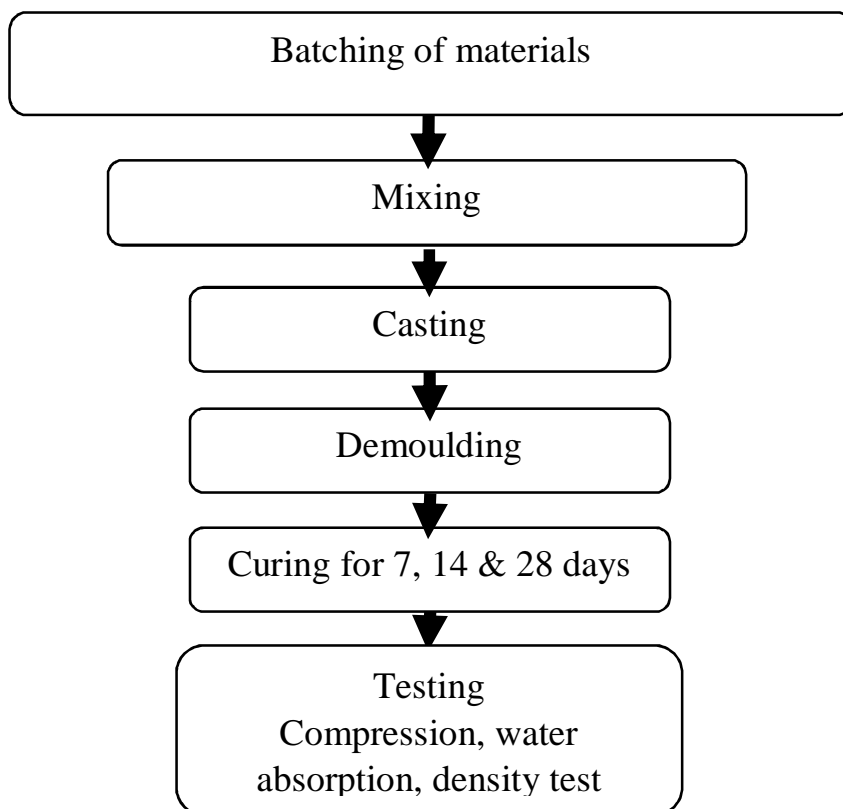 Batching of materials
Mixing
Casting
Demoulding
Curing for 7, 14 & 28 days
Testing
Compression, water
absorption, density test